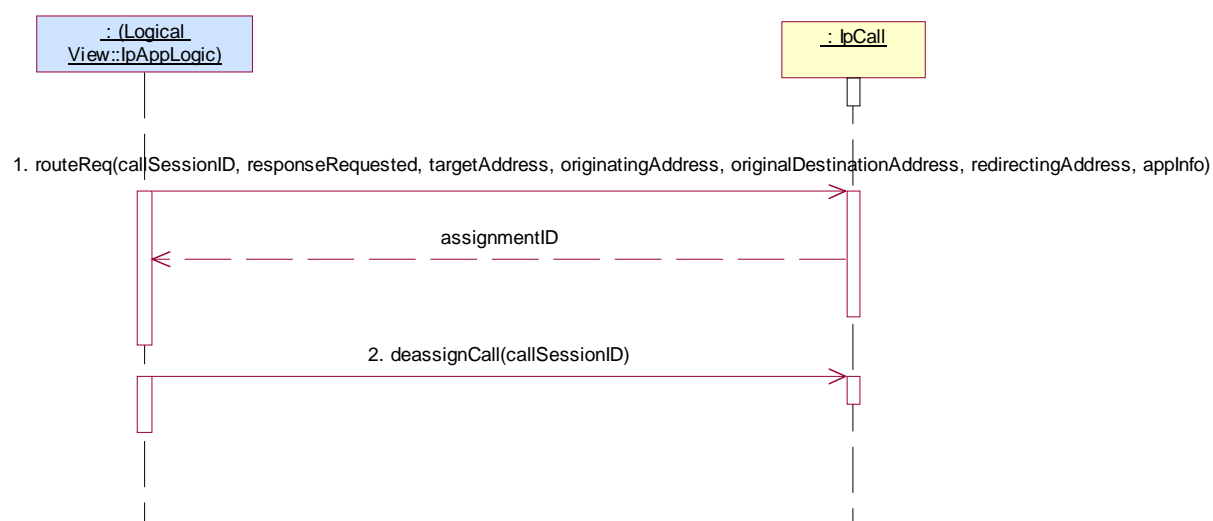 : (Logical
View::IpAppLogic)
: IpCall
1. routeReq(callSessionID, responseRequested, targetAddress, originatingAddress, originalDestinationAddress, redirectingAddress, appInfo)
assignmentID
2. deassignCall(callSessionID)